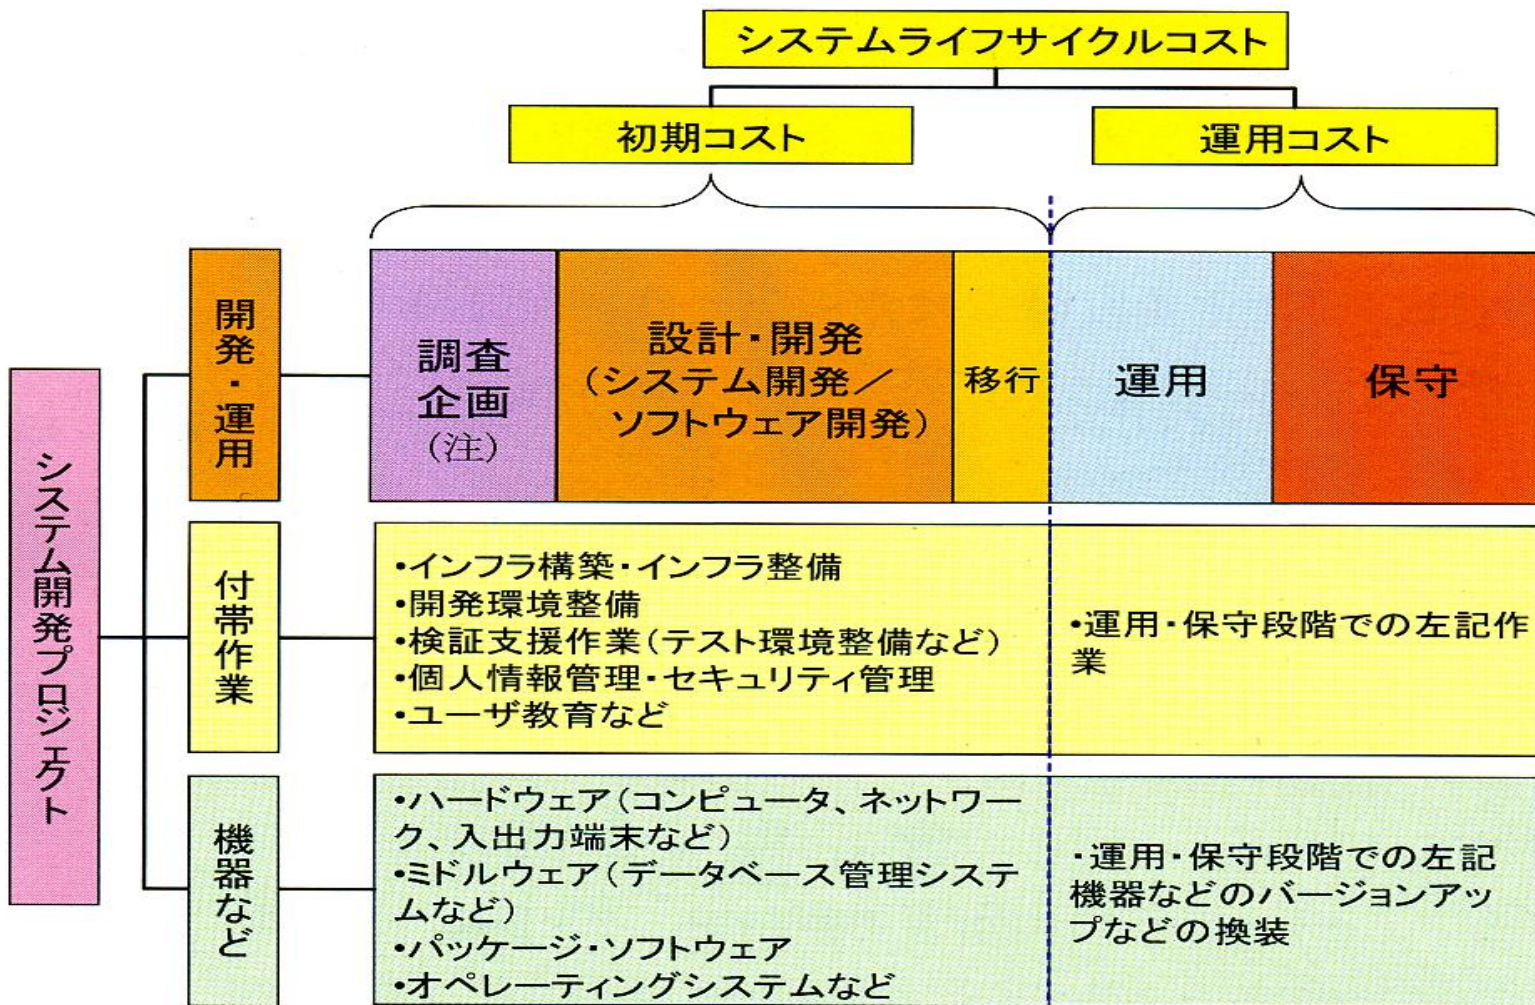 システムライフサイクルコスト
初期コスト
運用コスト
システム開発プロジェクト
開発・運用
調査
企画
(注)
設計・開発
(システム開発／
ソフトウェア開発)
移行
運用
保守
付帯作業
•インフラ構築・インフラ整備
•開発環境整備
•検証支援作業(テスト環境整備など)
•個人情報管理・セキュリティ管理
•ユーザ教育など
•運用・保守段階での左記作
業
機器など
•ハードウェア(コンピュータ、ネットワー
ク、入出力端末など)
•ミドルウェア(データベース管理システ
ムなど)
•パッケージ・ソフトウェア
•オペレーティングシステムなど
・運用・保守段階での左記
機器などのバージョンアッ
プなどの換装